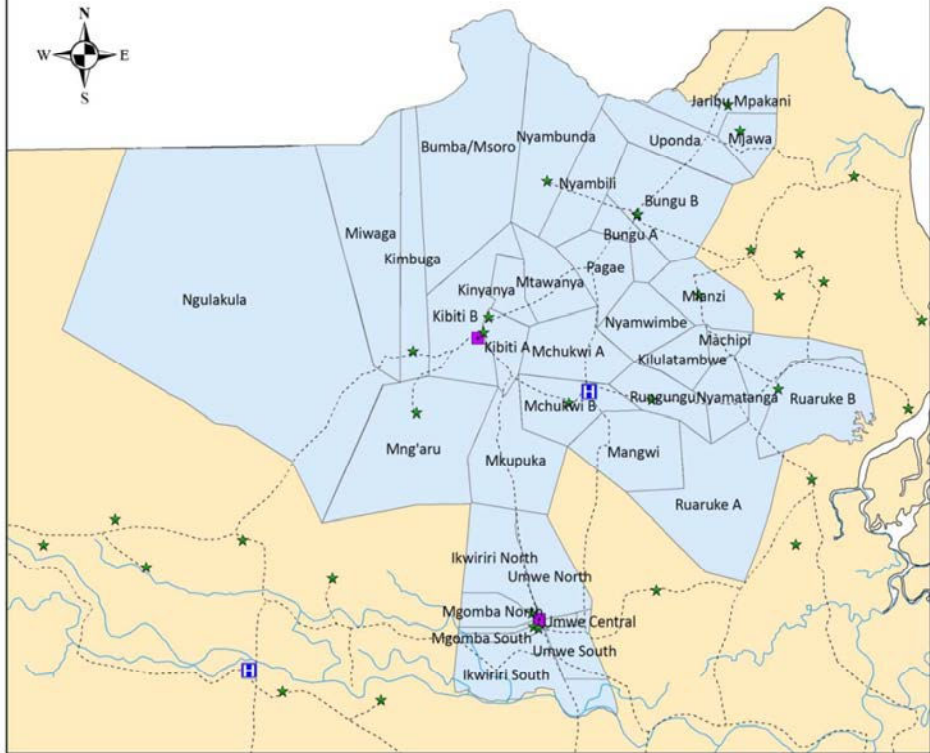 N
W E
S
Jaribu Mpakani
Nyambunda
Uponda
Mjawa
Bumba/Msoro
Nyambili
Bungu B
Miwaga
Bungu A
Kimbuga
Pagae
Ngulakula
Kinyanya
Mtawanya
Mlanzi
Kibiti B
Nyamwimbe
Machipi
Kibiti A
Mchukwi A
Kilulatambwe
H
Mchukwi B
Rungungu
Nyamatanga
Ruaruke B
Mng'aru
Mkupuka
Mangwi
Ruaruke A
Ikwiriri North
Umwe North
Mgomba North
Umwe Central
Mgomba South
Umwe South
H
Ikwiriri South